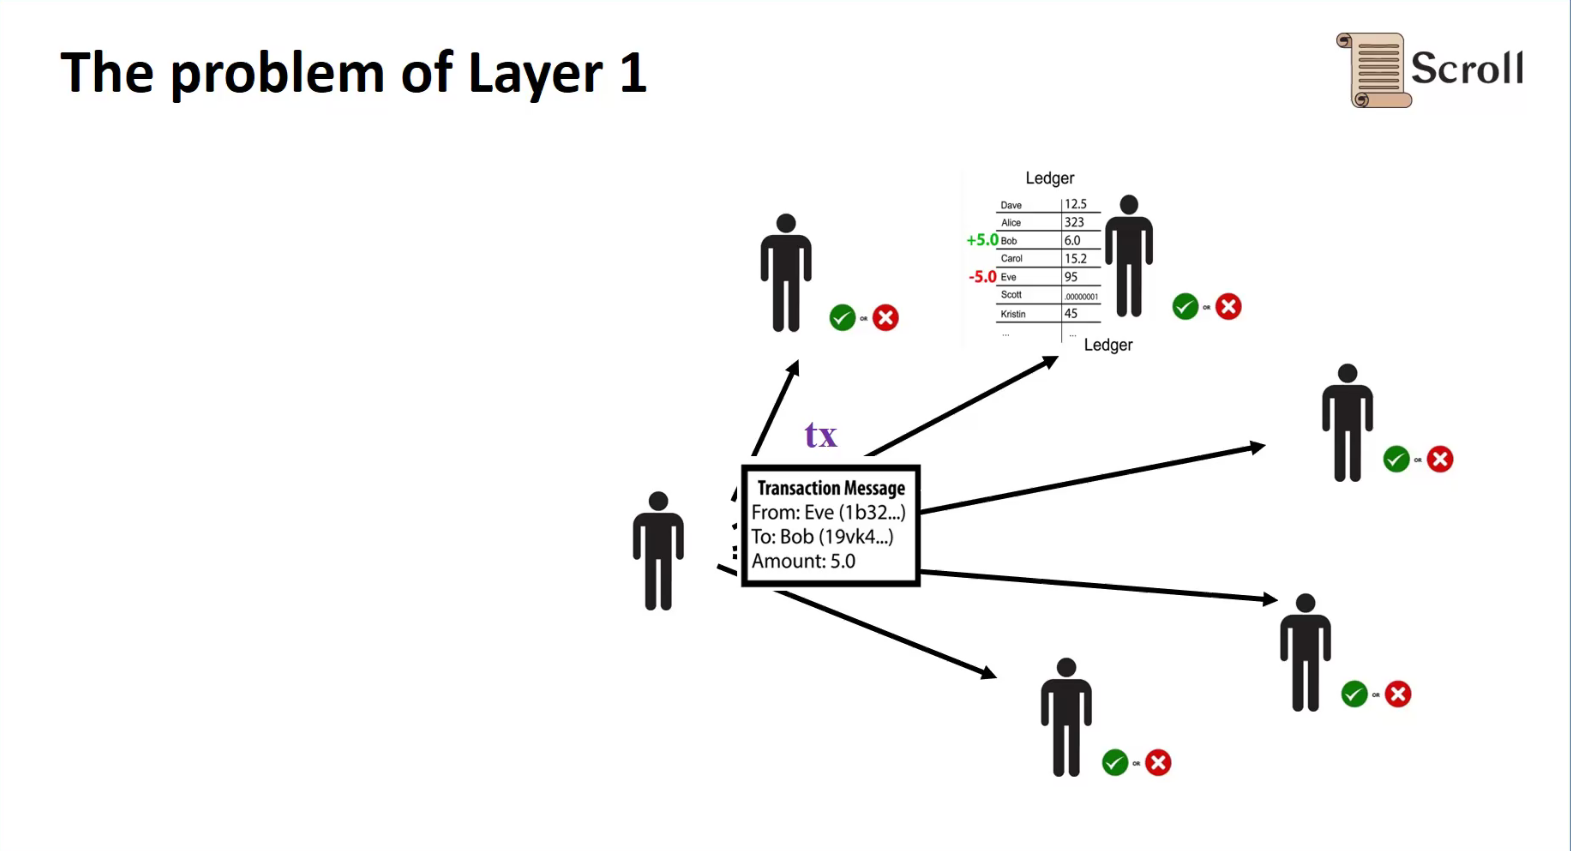 The problem of Layer 1
Scroll
Ledger
Dave 12.5
Alice 323
+5.0 Bob 6.0
Carol 15.2
-5.0 Eve 95
Scott .00000001
Kristin 45
... ...
Ledger
OR
OR
OR
OR
OR
tx
Transaction Message
From: Eve (1b32...)
To: Bob (19vk4...)
Amount: 5.0